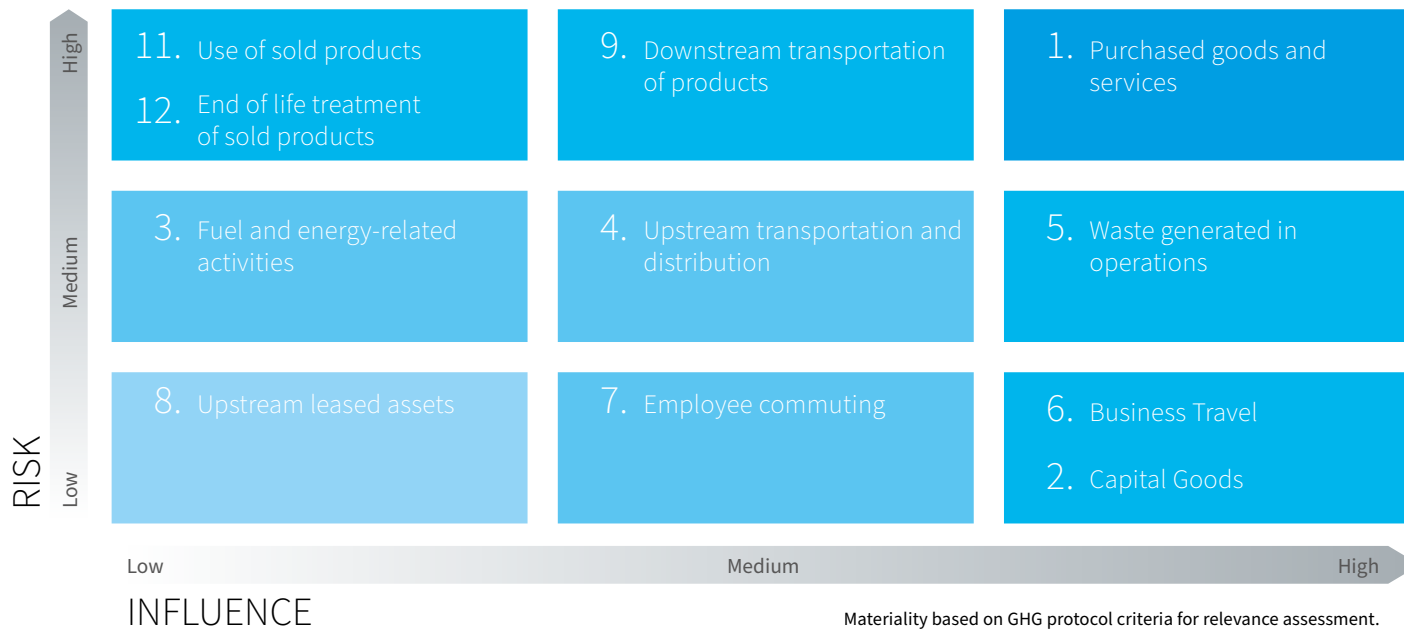 High
11. Use of sold products
12. End of life treatment
of sold products
9. Downstream transportation
of products
1. Purchased goods and
services
Medium
3. Fuel and energy-related
activities
4. Upstream transportation and
distribution
5. Waste generated in
operations
RISK
Low
8. Upstream leased assets
7. Employee commuting
6. Business Travel
2. Capital Goods
Low
Medium
High
INFLUENCE
Materiality based on GHG protocol criteria for relevance assessment.